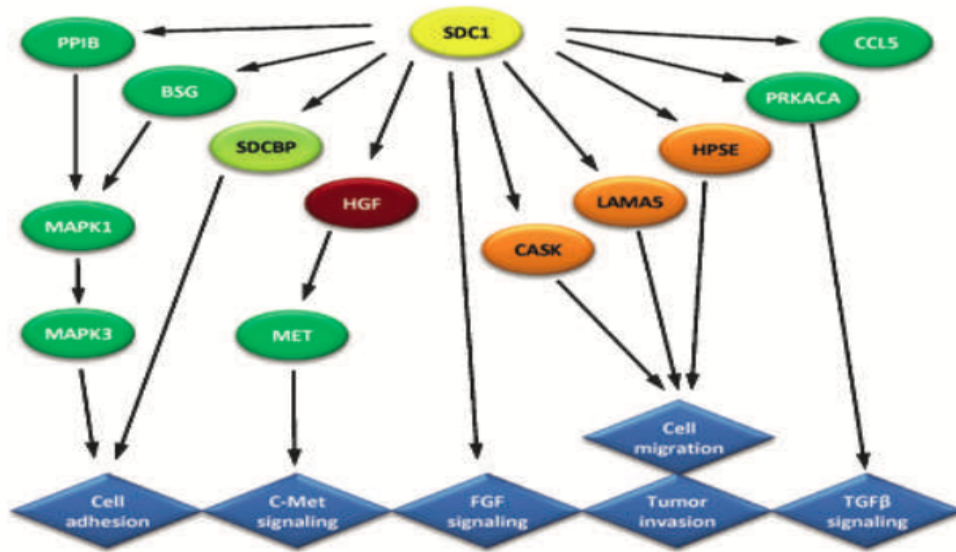 SDC1
PPIB
CCL5
BSG
PRKACA
SDCBP
HPSE
HGF
LAMA5
MAPK1
CASK
MAPK3
MET
Cell
migration
Cell
adhesion
C-Met
signaling
FGF
signaling
Tumor
invasion
TGFβ
signaling